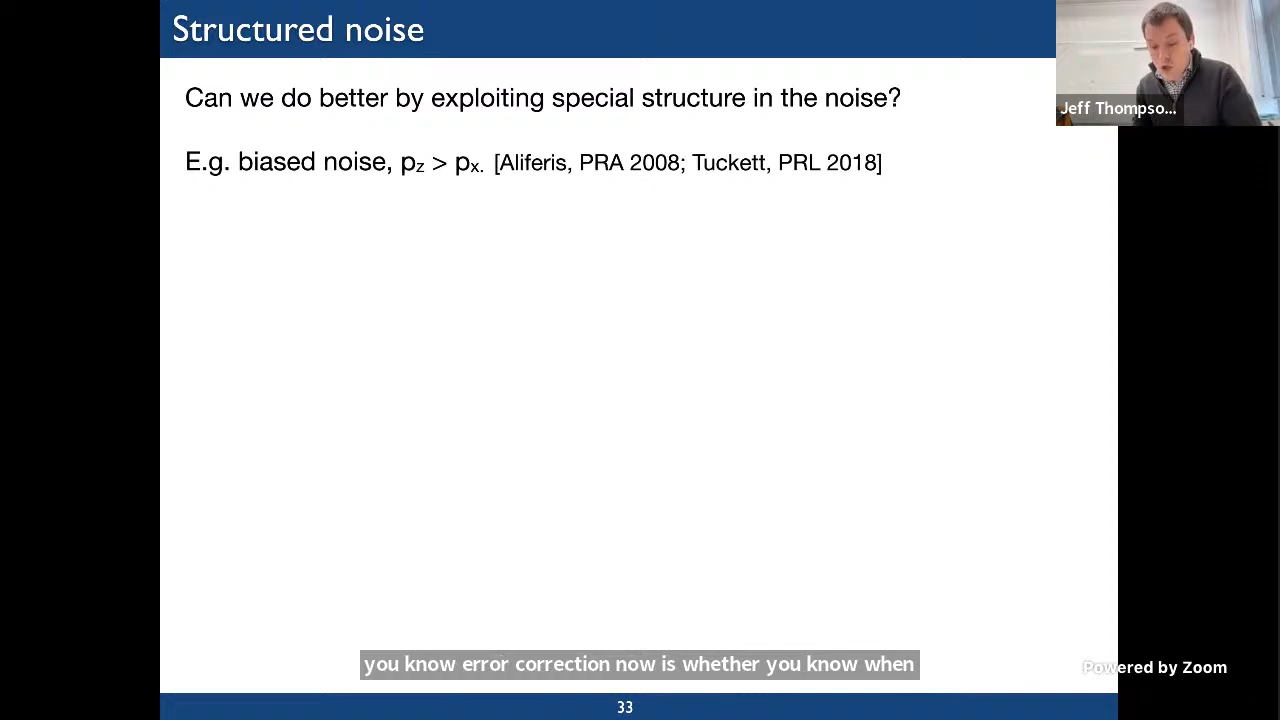 Structured noise
Jeff Thompso...
Can we do better by exploiting special structure in the noise?
E.g. biased noise, pz > px. [Aliferis, PRA 2008; Tuckett, PRL 2018]
you know error correction now is whether you know when
Powered by Zoom
33